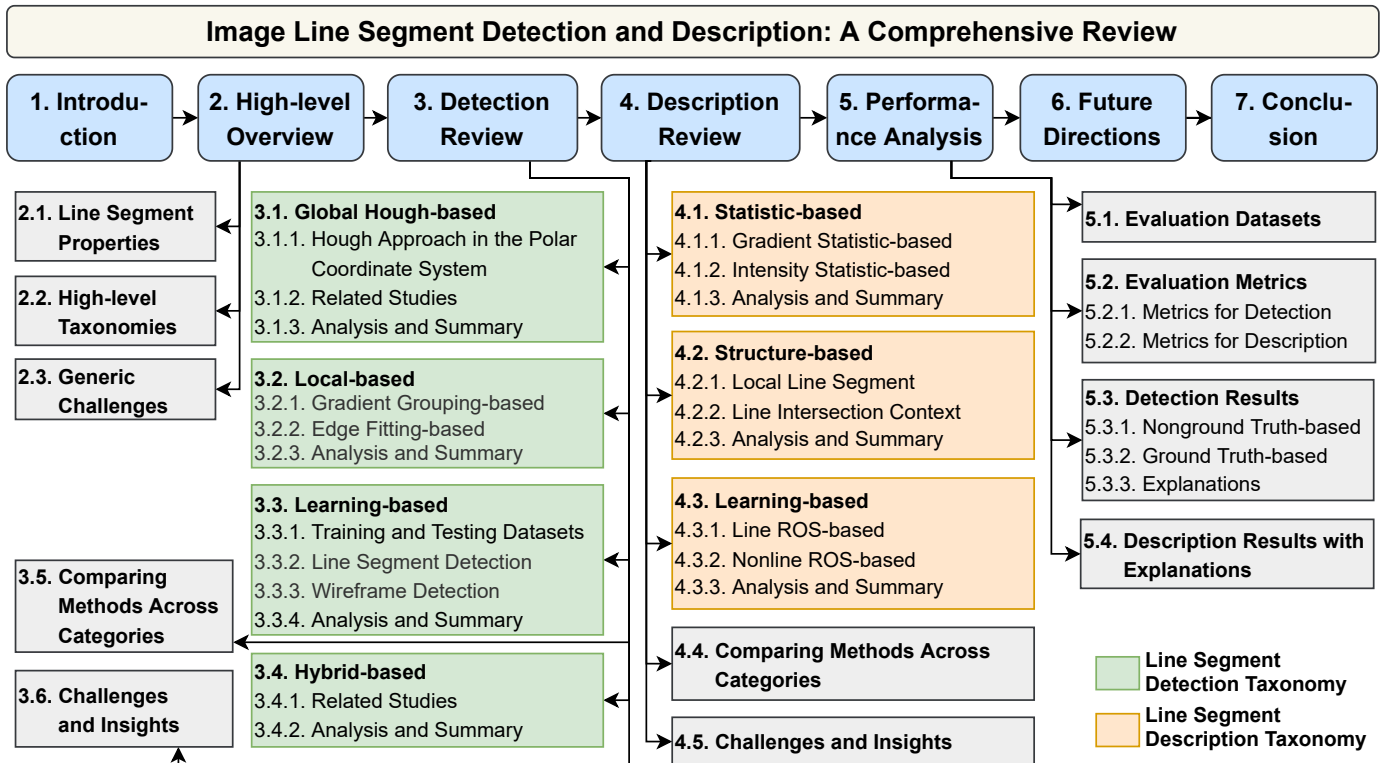 Image Line Segment Detection and Description: A Comprehensive Review
1. Introdu-
ction
2. High-level
Overview
3. Detection
Review
4. Description
Review
5. Performa-
nce Analysis
6. Future
Directions
7. Conclu-
sion
2.1. Line Segment
Properties
2.2. High-level
Taxonomies
2.3. Generic
Challenges
3.1. Global Hough-based
3.1.1. Hough Approach in the Polar
Coordinate System
3.1.2. Related Studies
3.1.3. Analysis and Summary
3.2. Local-based
3.2.1. Gradient Grouping-based
3.2.2. Edge Fitting-based
3.2.3. Analysis and Summary
3.3. Learning-based
3.3.1. Training and Testing Datasets
3.3.2. Line Segment Detection
3.3.3. Wireframe Detection
3.3.4. Analysis and Summary
3.4. Hybrid-based
3.4.1. Related Studies
3.4.2. Analysis and Summary
3.5. Comparing
Methods Across
Categories
3.6. Challenges
and Insights
4.1. Statistic-based
4.1.1. Gradient Statistic-based
4.1.2. Intensity Statistic-based
4.1.3. Analysis and Summary
4.2. Structure-based
4.2.1. Local Line Segment
4.2.2. Line Intersection Context
4.2.3. Analysis and Summary
4.3. Learning-based
4.3.1. Line ROS-based
4.3.2. Nonline ROS-based
4.3.3. Analysis and Summary
4.4. Comparing Methods Across
Categories
4.5. Challenges and Insights
5.1. Evaluation Datasets
5.2. Evaluation Metrics
5.2.1. Metrics for Detection
5.2.2. Metrics for Description
5.3. Detection Results
5.3.1. Nonground Truth-based
5.3.2. Ground Truth-based
5.3.3. Explanations
5.4. Description Results with
Explanations
Line Segment
Detection Taxonomy
Line Segment
Description Taxonomy